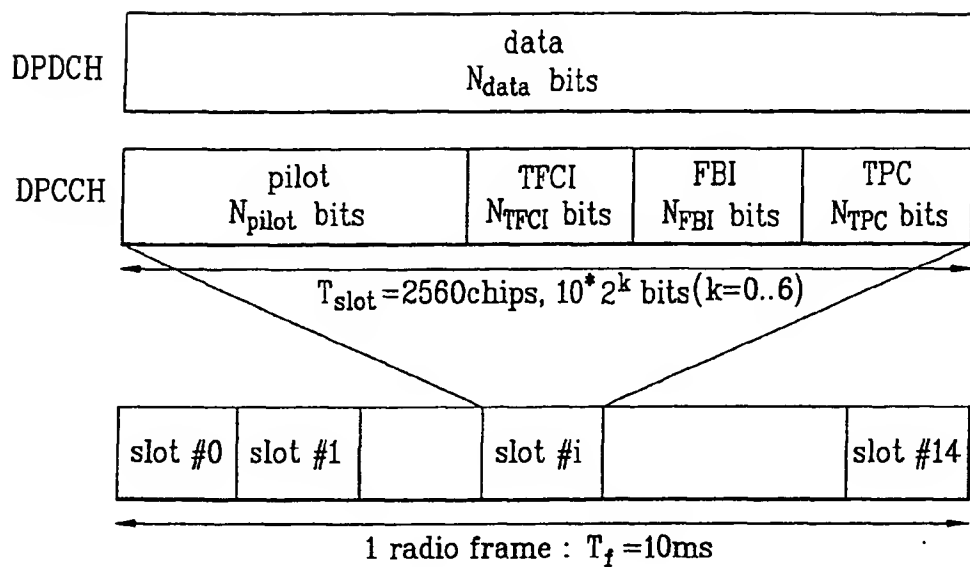 DPDCH
data
N_data bits
DPCCH
pilot
N_pilot bits
TFCI
N_TFCI bits
FBI
N_FBI bits
TPC
N_TPC bits
T_slot=2560chips, 10*2^k bits(k=0..6)
slot #0
slot #1
slot #i
slot #14
1 radio frame : T_f=10ms